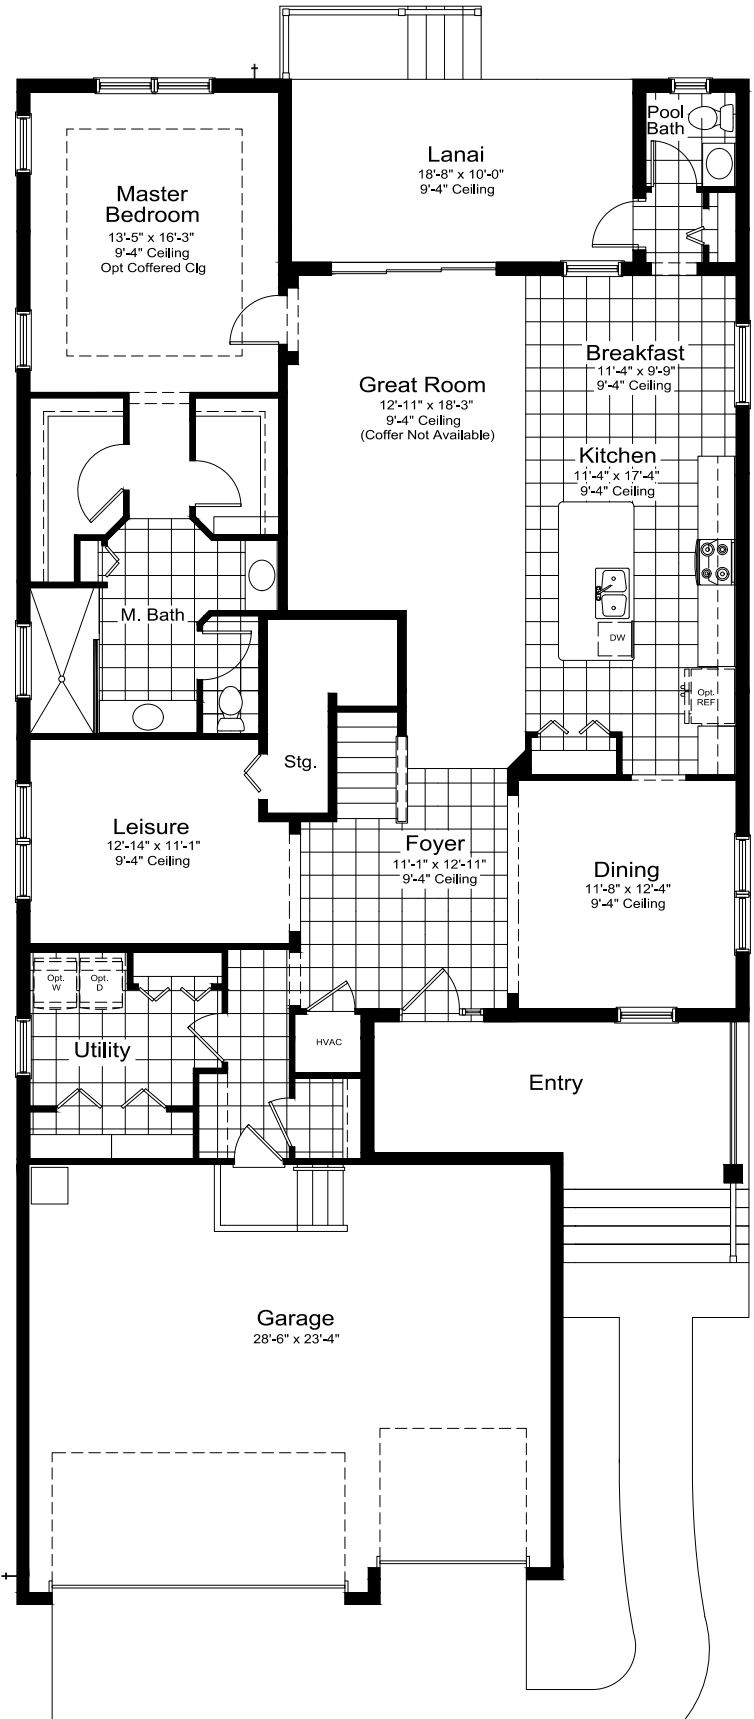 Pool
Bath
Lanai
18'-8" x 10'-0"
9'-4" Ceiling
Master
Bedroom
13'-5" x 16'-3"
9'-4" Ceiling
Opt Coffered Clg
Breakfast
11'-4" x 9'-9"
9'-4" Ceiling
Great Room
12'-11" x 18'-3"
9'-4" Ceiling
(Coffer Not Available)
Kitchen
11'-4" x 17'-4"
9'-4" Ceiling
M. Bath
DW
Opt.
REF
Stg.
Leisure
12'-14" x 11'-1"
9'-4" Ceiling
Foyer
11'-1" x 12'-11"
9'-4" Ceiling
Dining
11'-8" x 12'-4"
9'-4" Ceiling
Opt.
W
Opt.
D
Utility
HVAC
Entry
Garage
28'-6" x 23'-4"